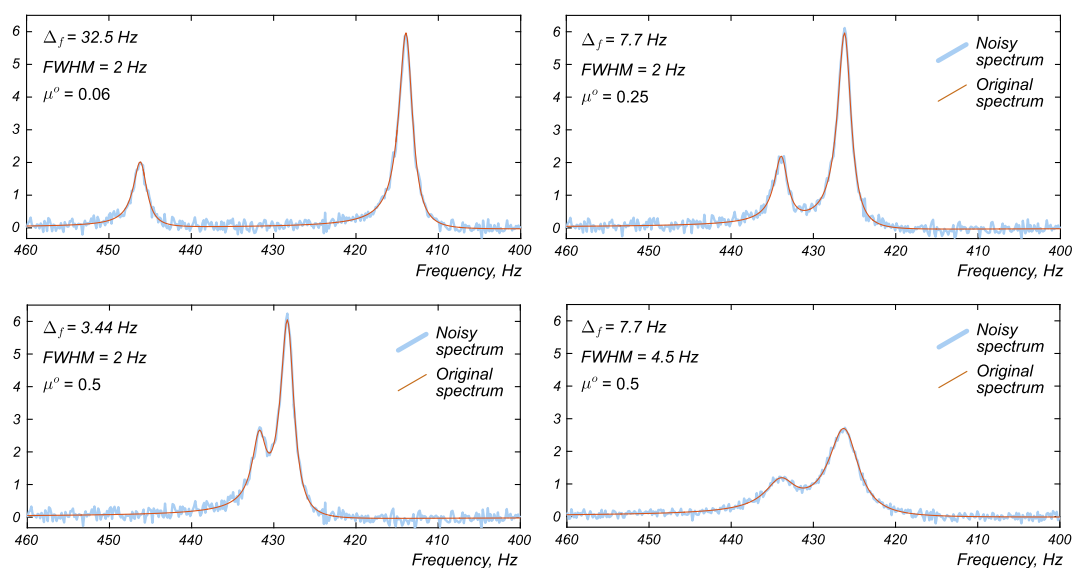 Δf = 32.5 Hz
FWHM = 2 Hz
μᵒ = 0.06
6
5
4
3
2
1
0
460 450 440 430 420 410 400
Frequency, Hz
Δf = 7.7 Hz
FWHM = 2 Hz
μᵒ = 0.25
Noisy
spectrum
Original
spectrum
6
5
4
3
2
1
0
460 450 440 430 420 410 400
Frequency, Hz
Δf = 3.44 Hz
FWHM = 2 Hz
μᵒ = 0.5
Noisy
spectrum
Original
spectrum
6
5
4
3
2
1
0
460 450 440 430 420 410 400
Frequency, Hz
Δf = 7.7 Hz
FWHM = 4.5 Hz
μᵒ = 0.5
Noisy
spectrum
Original
spectrum
6
5
4
3
2
1
0
460 450 440 430 420 410 400
Frequency, Hz